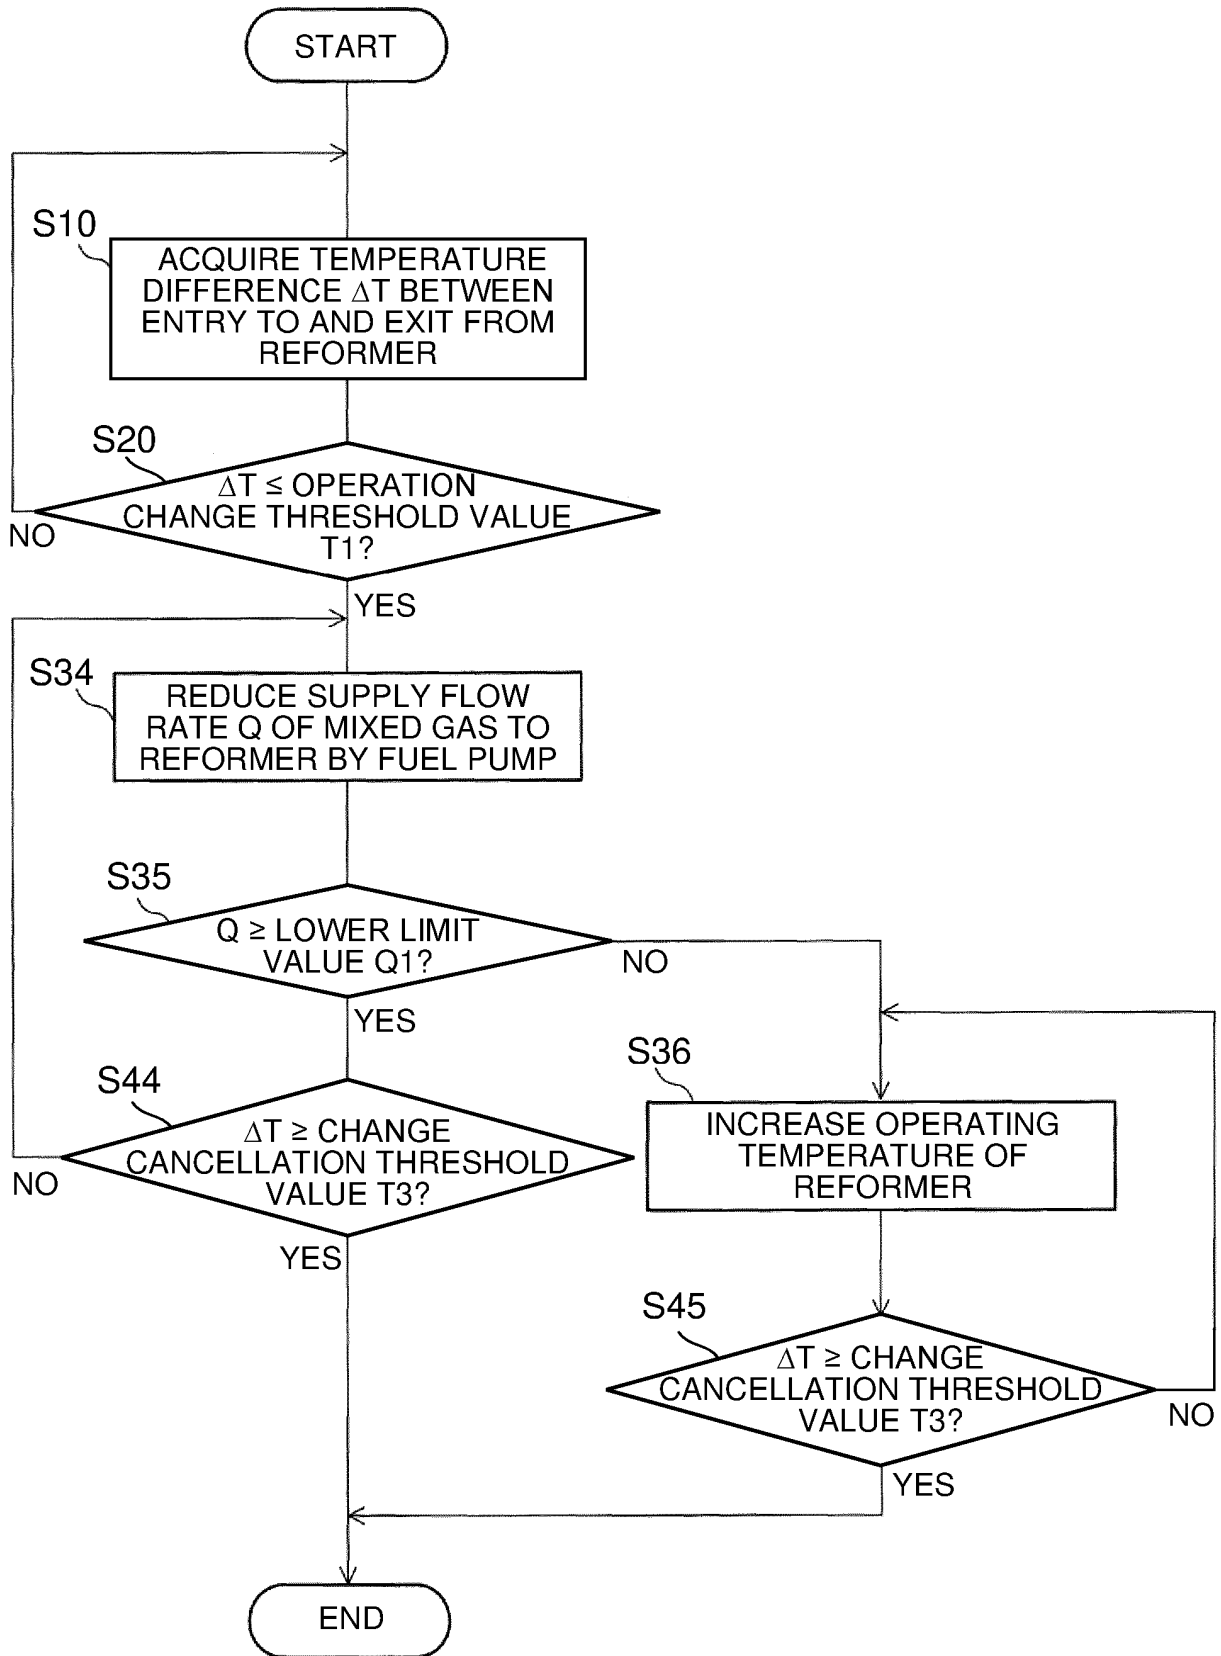 START
S10
ACQUIRE TEMPERATURE
DIFFERENCE ΔT BETWEEN
ENTRY TO AND EXIT FROM
REFORMER
S20
ΔT ≤ OPERATION
CHANGE THRESHOLD VALUE
T1?
NO
YES
S34
REDUCE SUPPLY FLOW
RATE Q OF MIXED GAS TO
REFORMER BY FUEL PUMP
S35
Q ≥ LOWER LIMIT
VALUE Q1?
NO
YES
S44
ΔT ≥ CHANGE
CANCELLATION THRESHOLD
VALUE T3?
NO
YES
S36
INCREASE OPERATING
TEMPERATURE OF
REFORMER
S45
ΔT ≥ CHANGE
CANCELLATION THRESHOLD
VALUE T3?
NO
YES
END